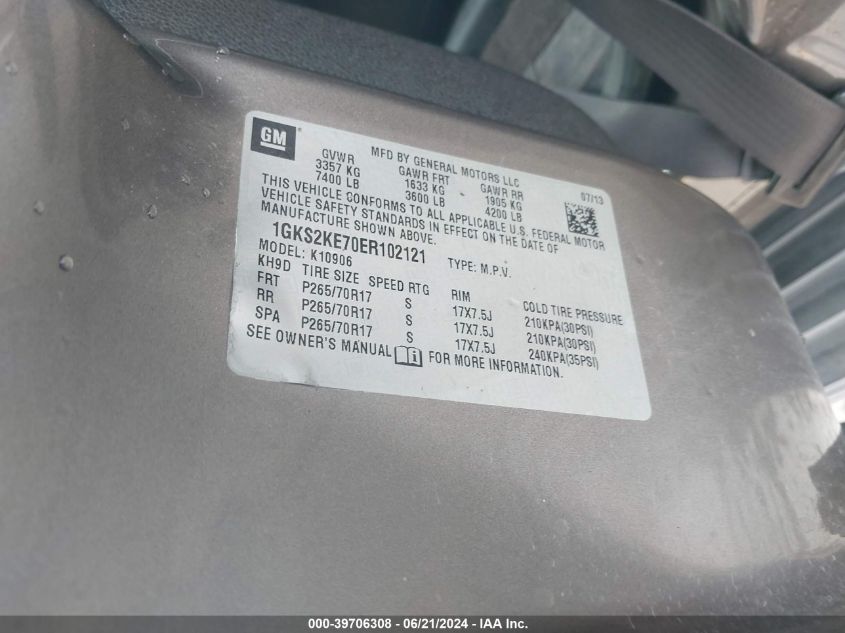 GM
MFD BY GENERAL MOTORS LLC
07/13
GVWR GAWR FRT GAWR RR
3357 KG 1633 KG 1905 KG
7400 LB 3600 LB 4200 LB
THIS VEHICLE CONFORMS TO ALL APPLICABLE U.S. FEDERAL MOTOR
VEHICLE SAFETY STANDARDS IN EFFECT ON THE DATE OF
MANUFACTURE SHOWN ABOVE.
1GKS2KE70ER102121 TYPE: M.P.V.
MODEL: K10906
KH9D TIRE SIZE SPEED RTG RIM COLD TIRE PRESSURE
FRT P265/70R17 S 17X7.5J 210KPA(30PSI)
RR P265/70R17 S 17X7.5J 210KPA(30PSI)
SPA P265/70R17 S 17X7.5J 240KPA(35PSI)
SEE OWNER'S MANUAL FOR MORE INFORMATION.
000-39706308 - 06/21/2024 - IAA Inc.